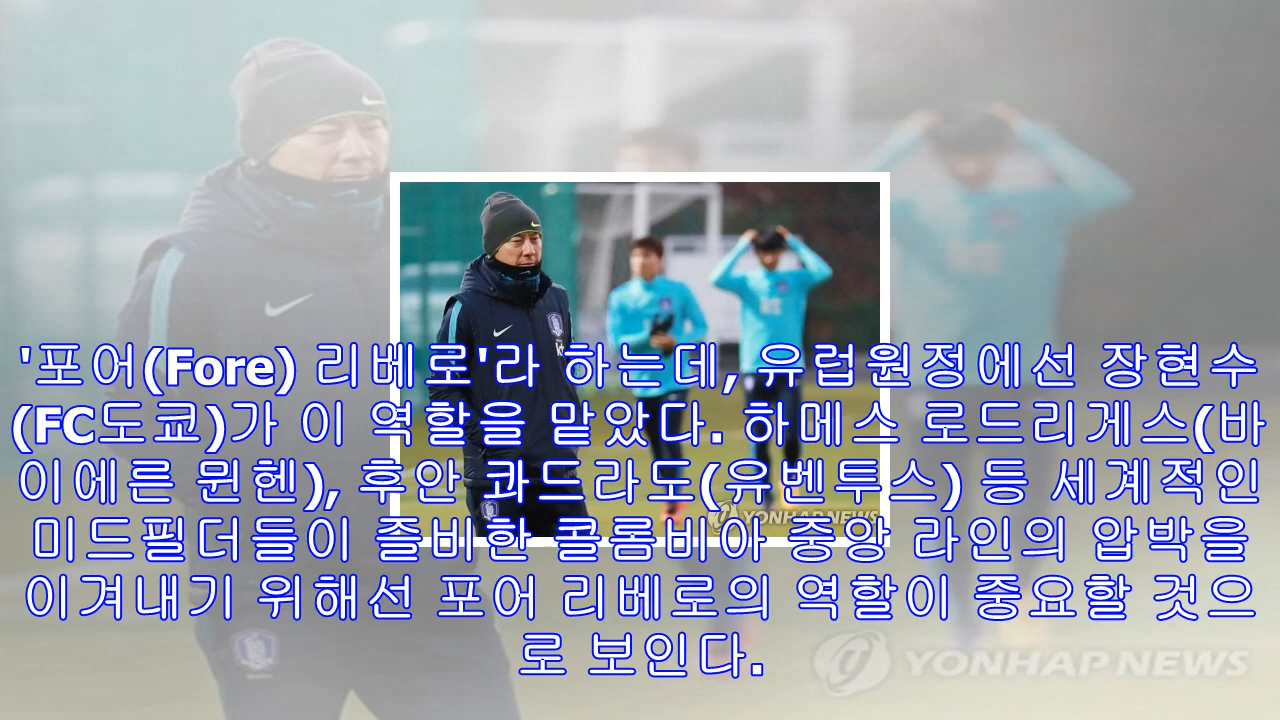 '포어(Fore) 리베로'라 하는데, 유럽원정에선 장현수
(FC도쿄)가 이 역할을 맡았다. 하메스 로드리게스(바
이에른 뮌헨), 후안 콰드라도(유벤투스) 등 세계적인
미드필더들이 즐비한 콜롬비아 중앙 라인의 압박을
이겨내기 위해선 포어 리베로의 역할이 중요할 것으
로 보인다.
YONHAP NEWS
YONHAP NEWS